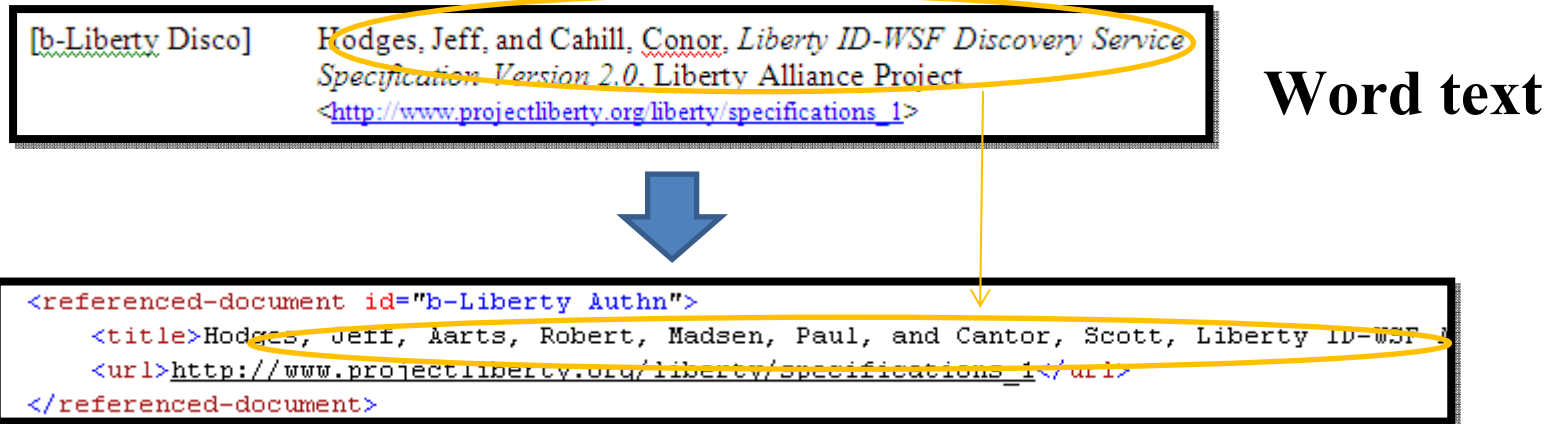 [b-Liberty Disco] Hodges, Jeff, and Cahill, Conor, Liberty ID-WSF Discovery Service
Specification Version 2.0, Liberty Alliance Project
<http://www.projectliberty.org/liberty/specifications_1>
Word text
<referenced-document id="b-Liberty Authn">
<title>Hodges, Jeff, Aarts, Robert, Madsen, Paul, and Cantor, Scott, Liberty ID-WSF
<url>http://www.projectliberty.org/liberty/specifications_1</url>
</referenced-document>